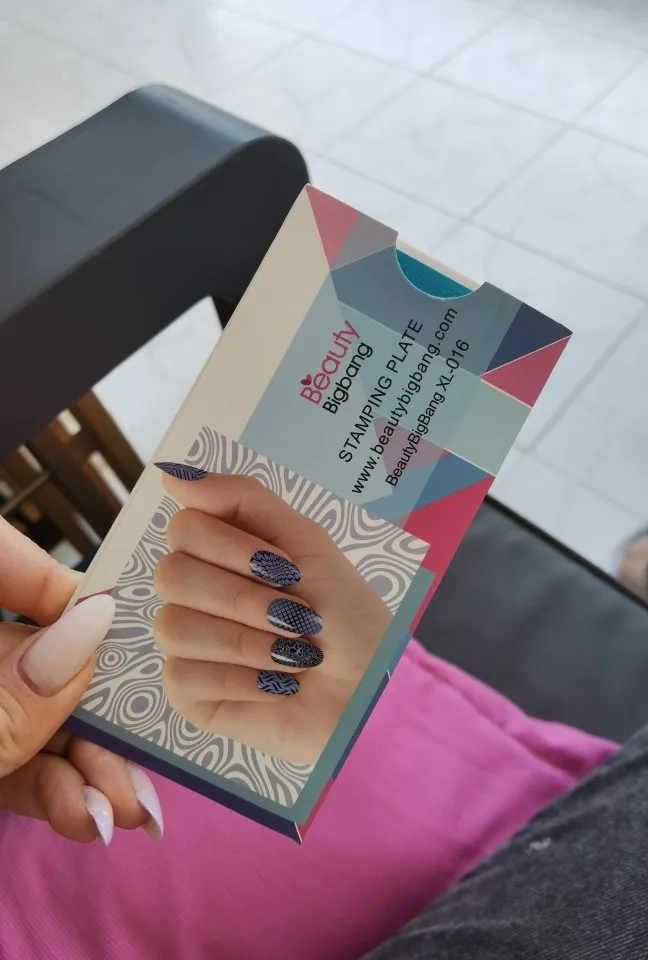 Beauty
Bigbang
STAMPING PLATE
www.beautybigbang.com
BeautyBigBang XL-016